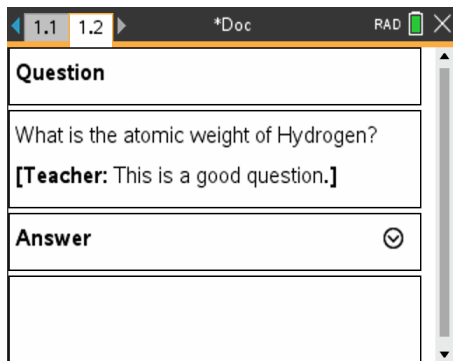 1.1 1.2 *Doc RAD
Question
What is the atomic weight of Hydrogen?
[Teacher: This is a good question.]
Answer